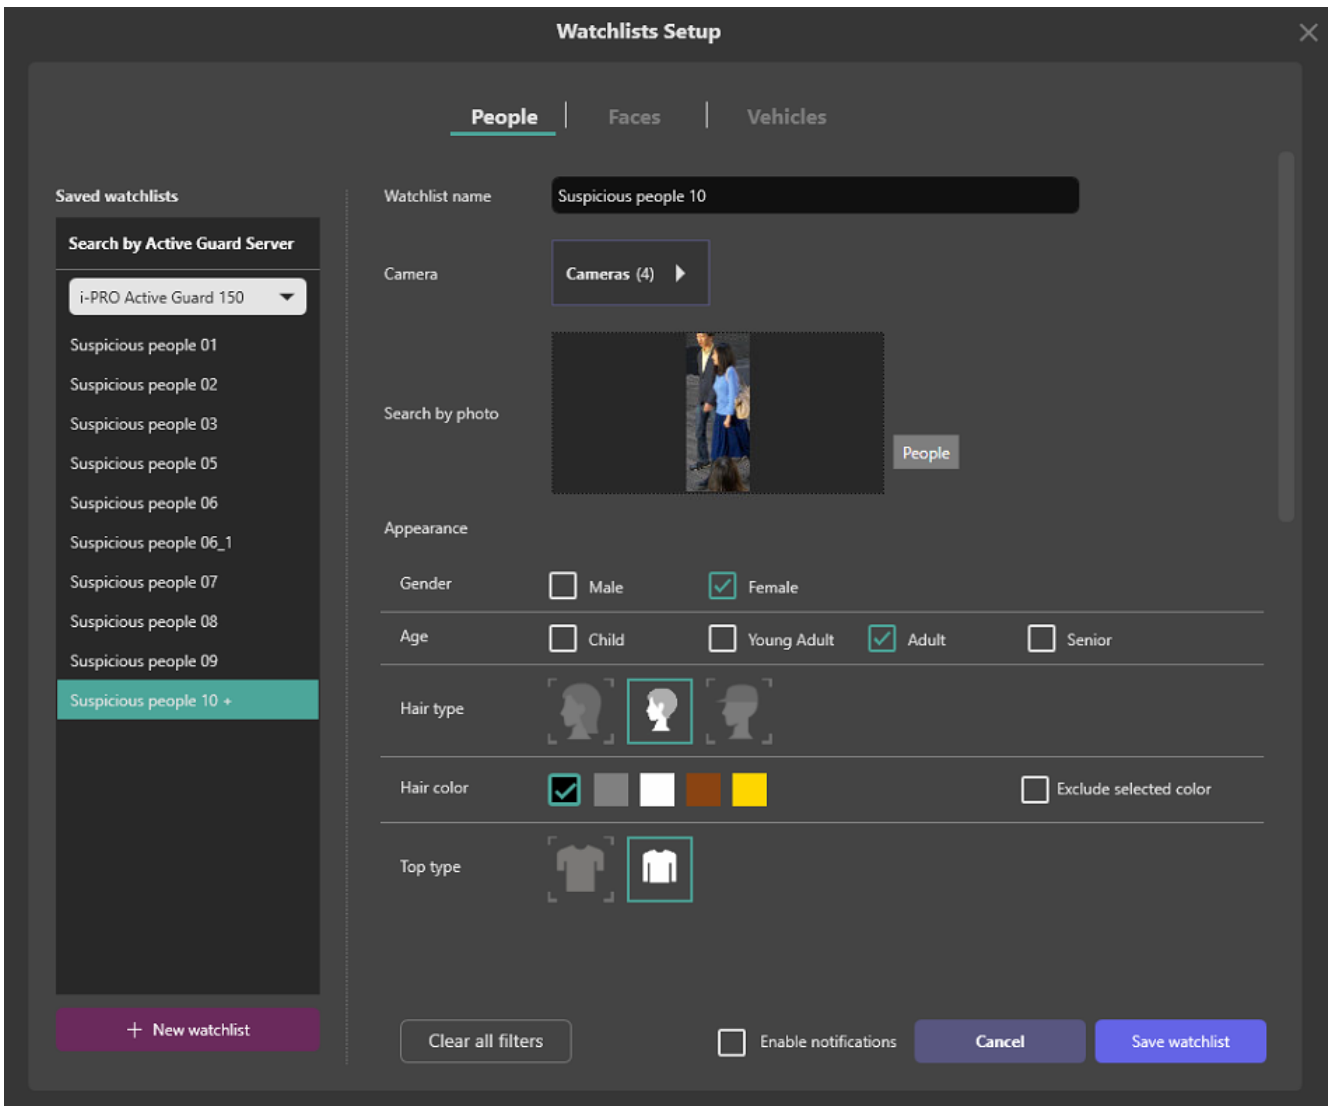 Watchlists Setup
People
Faces
Vehicles
Saved watchlists
Search by Active Guard Server
i-PRO Active Guard 150
Suspicious people 01
Suspicious people 02
Suspicious people 03
Suspicious people 05
Suspicious people 06
Suspicious people 06_1
Suspicious people 07
Suspicious people 08
Suspicious people 09
Suspicious people 10 +
+ New watchlist
Watchlist name
Suspicious people 10
Camera
Cameras (4)
Search by photo
People
Appearance
Gender
Male
Female
Age
Child
Young Adult
Adult
Senior
Hair type
Hair color
Exclude selected color
Top type
Clear all filters
Enable notifications
Cancel
Save watchlist